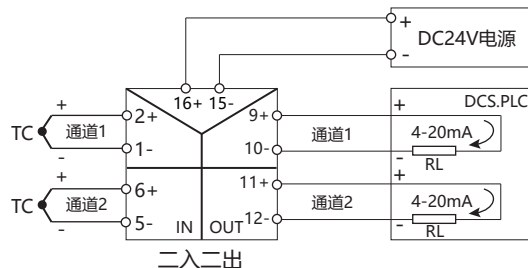 +
DC24V电源
-
16+ 15-
DCS.PLC
+ 2+ 9+ +
TC 通道1 通道1 4-20mA
- 1- 10- - RL
+ 6+ 11+ +
TC 通道2 通道2 4-20mA
- 5- IN OUT 12- - RL
二入二出